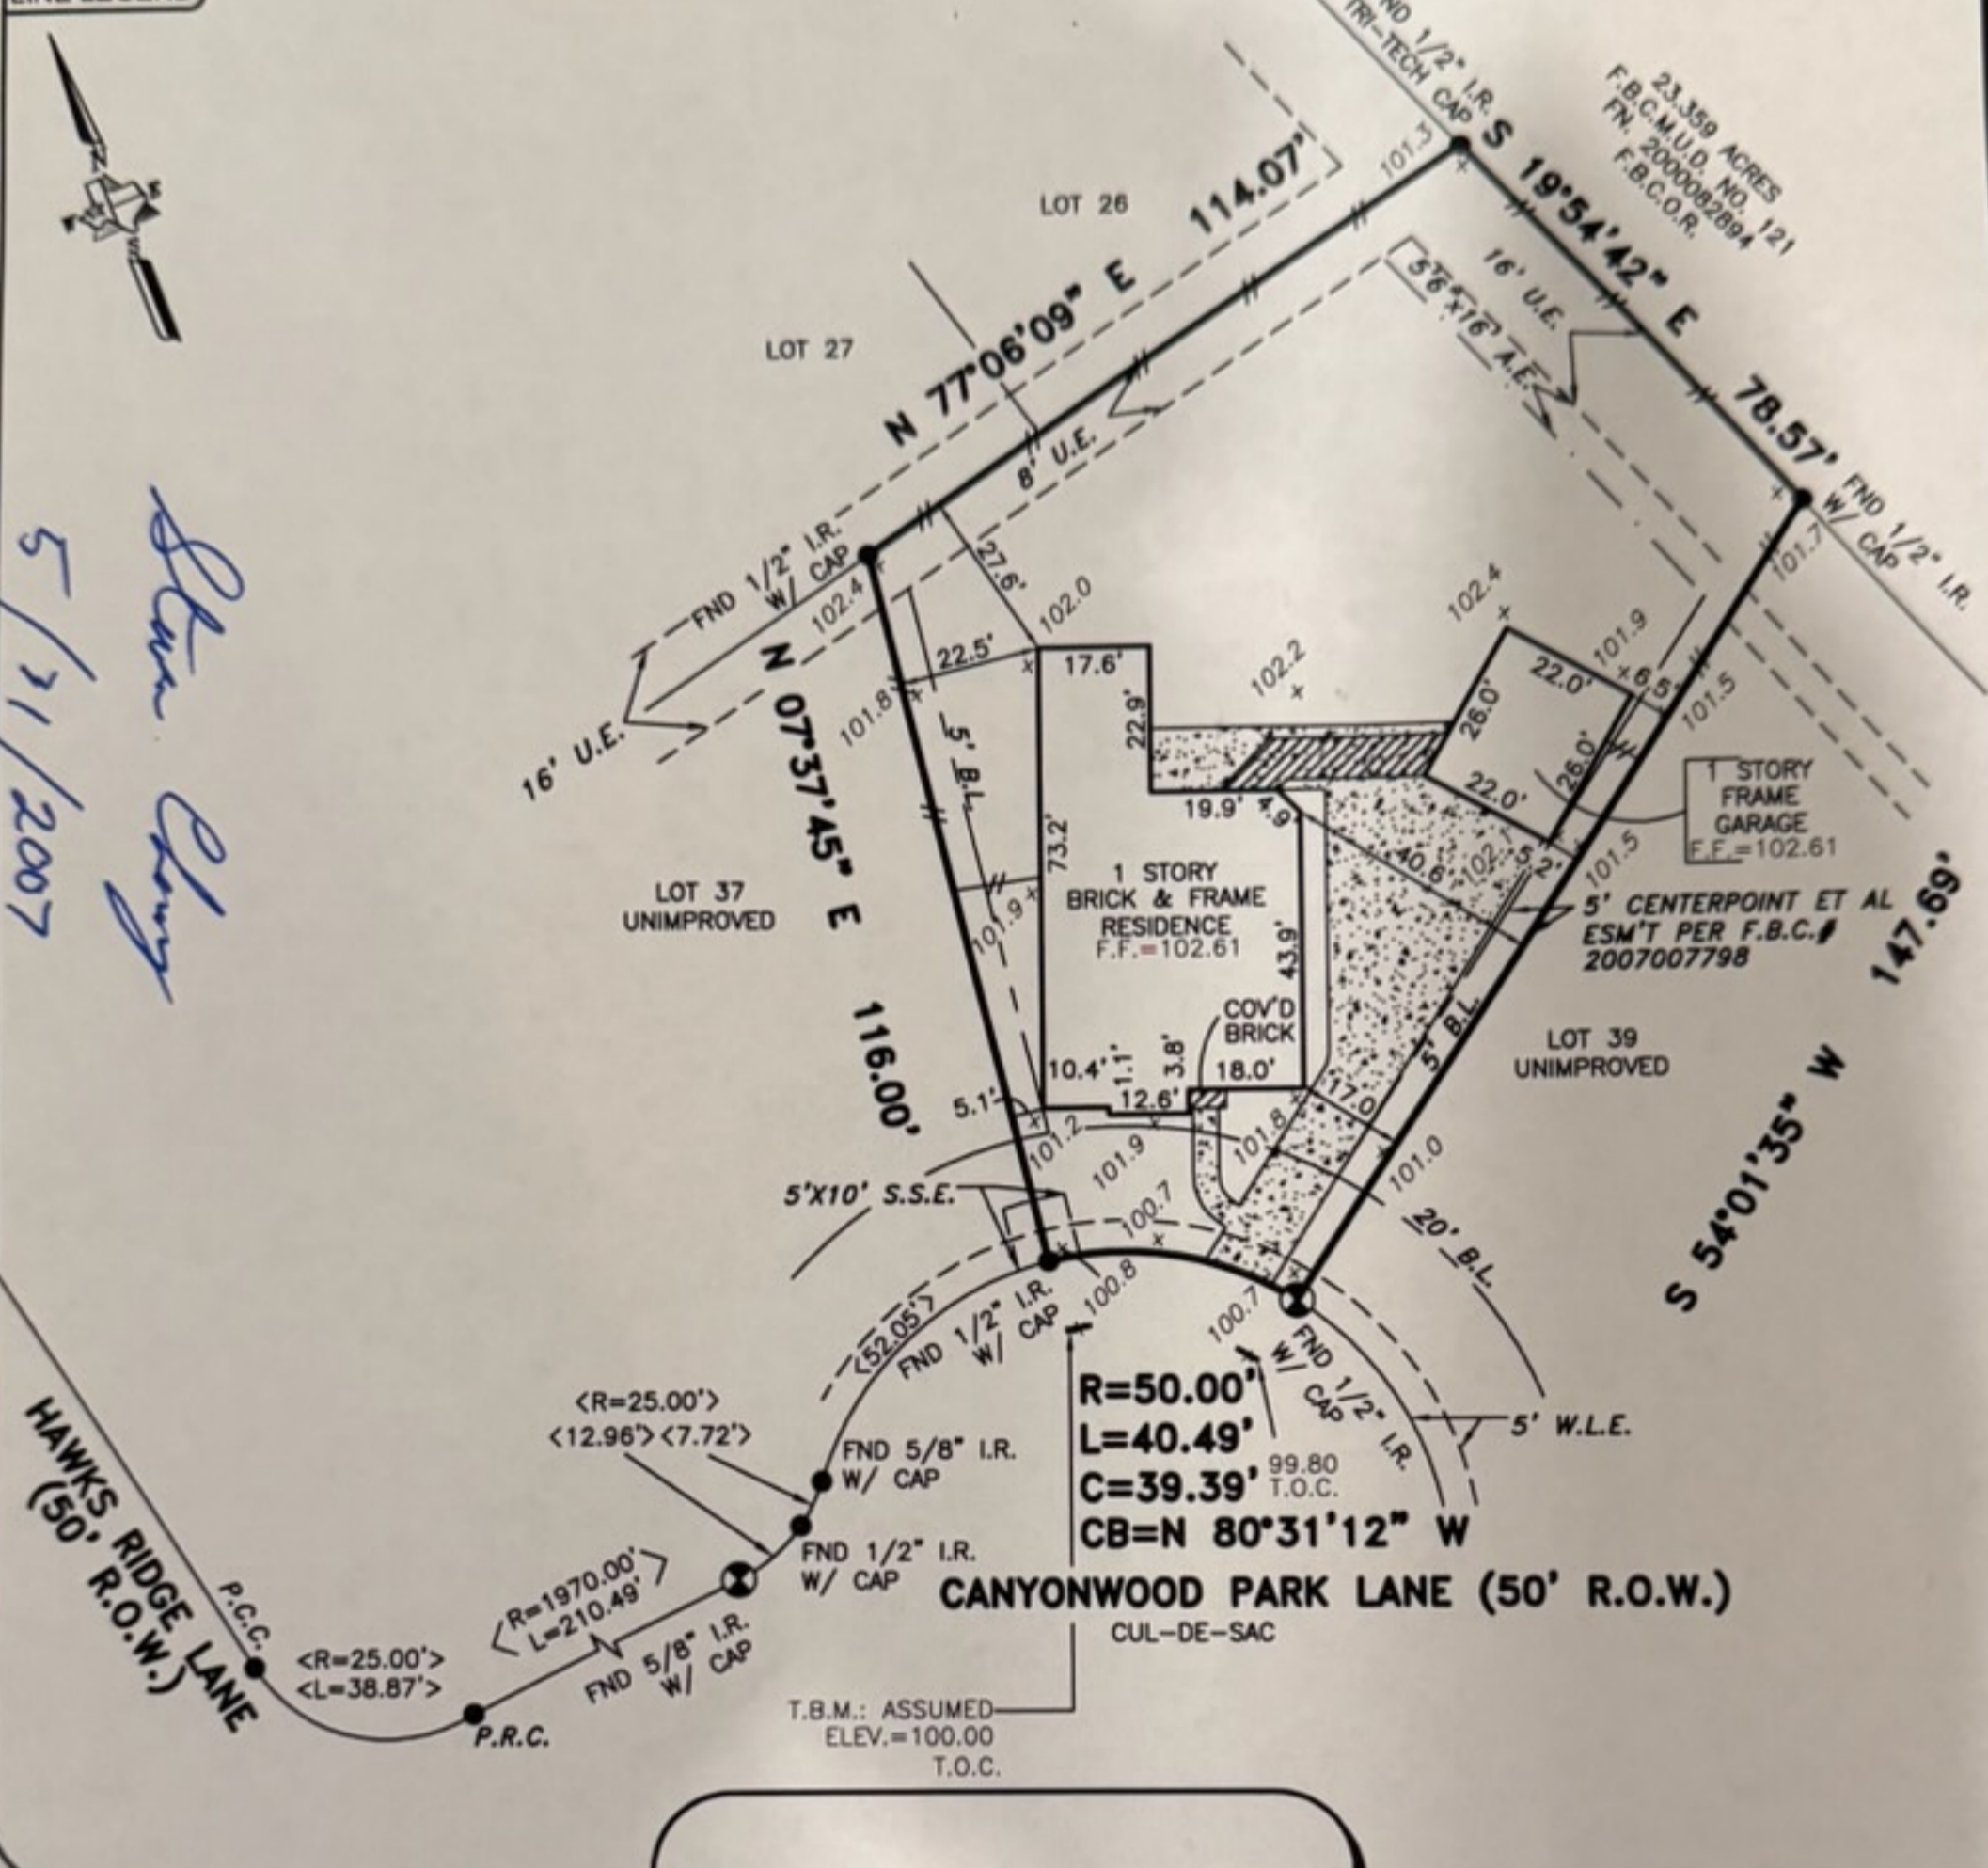 FND 1/2" I.R.
TRI-TECH CAP
23.359 ACRES
F.B.C.M.U.D. NO. 121
FN. 2000082894
F.B.C.O.R.
101.3
S 19°54'42" E 78.57'
LOT 26
N 77°06'09" E 114.07'
LOT 27
16' U.E.
8' U.E.
FND 1/2" I.R.
W/ CAP
FND 1/2" I.R.
W/ CAP
102.4
27.6'
102.0
102.4
101.9
101.7
22.5'
17.6'
102.2
22.0'
6.5'
101.5
101.8
5' B.L.
22.9'
26.0'
16' U.E.
26.0'
22.0'
1 STORY
FRAME
GARAGE
F.F.=102.61
N 07°37'45" E 116.00'
19.9'
4.9'
73.2'
40.6'
5.2'
101.5
LOT 37
UNIMPROVED
1 STORY
BRICK & FRAME
RESIDENCE
F.F.=102.61
5' CENTERPOINT ET AL
ESM'T PER F.B.C.#
2007007798
101.9
43.9'
COV'D
BRICK
5' B.L.
LOT 39
UNIMPROVED
S 54°01'35" W 147.69'
10.4'
1.1'
3.8'
18.0'
12.6'
17.0'
5.1'
101.2
101.9
101.8
101.0
5'X10' S.S.E.
100.7
20' B.L.
100.8
100.7
<52.05'>
FND 1/2" I.R.
W/ CAP
FND 1/2" I.R.
W/ CAP
R=50.00'
L=40.49'
C=39.39'
CB=N 80°31'12" W
99.80
T.O.C.
5' W.L.E.
<R=25.00'>
<12.96'><7.72'>
FND 5/8" I.R.
W/ CAP
FND 1/2" I.R.
W/ CAP
CANYONWOOD PARK LANE (50' R.O.W.)
CUL-DE-SAC
<R=1970.00'
L=210.49'>
FND 5/8" I.R.
W/ CAP
HAWKS RIDGE LANE
(50' R.O.W.)
P.C.C.
<R=25.00'>
<L=38.87'>
P.R.C.
T.B.M.: ASSUMED
ELEV.=100.00
T.O.C.
5/31/2007